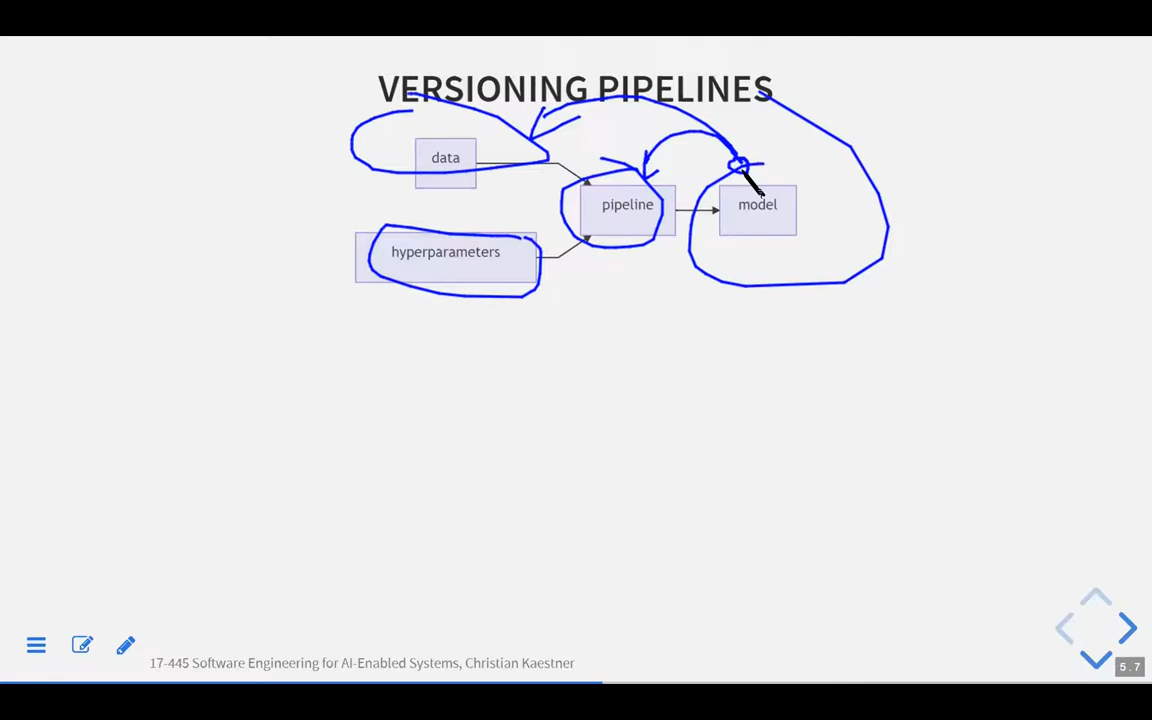 VERSIONING PIPELINES
data
pipeline
model
hyperparameters
17-445 Software Engineering for AI-Enabled Systems, Christian Kaestner
5.7